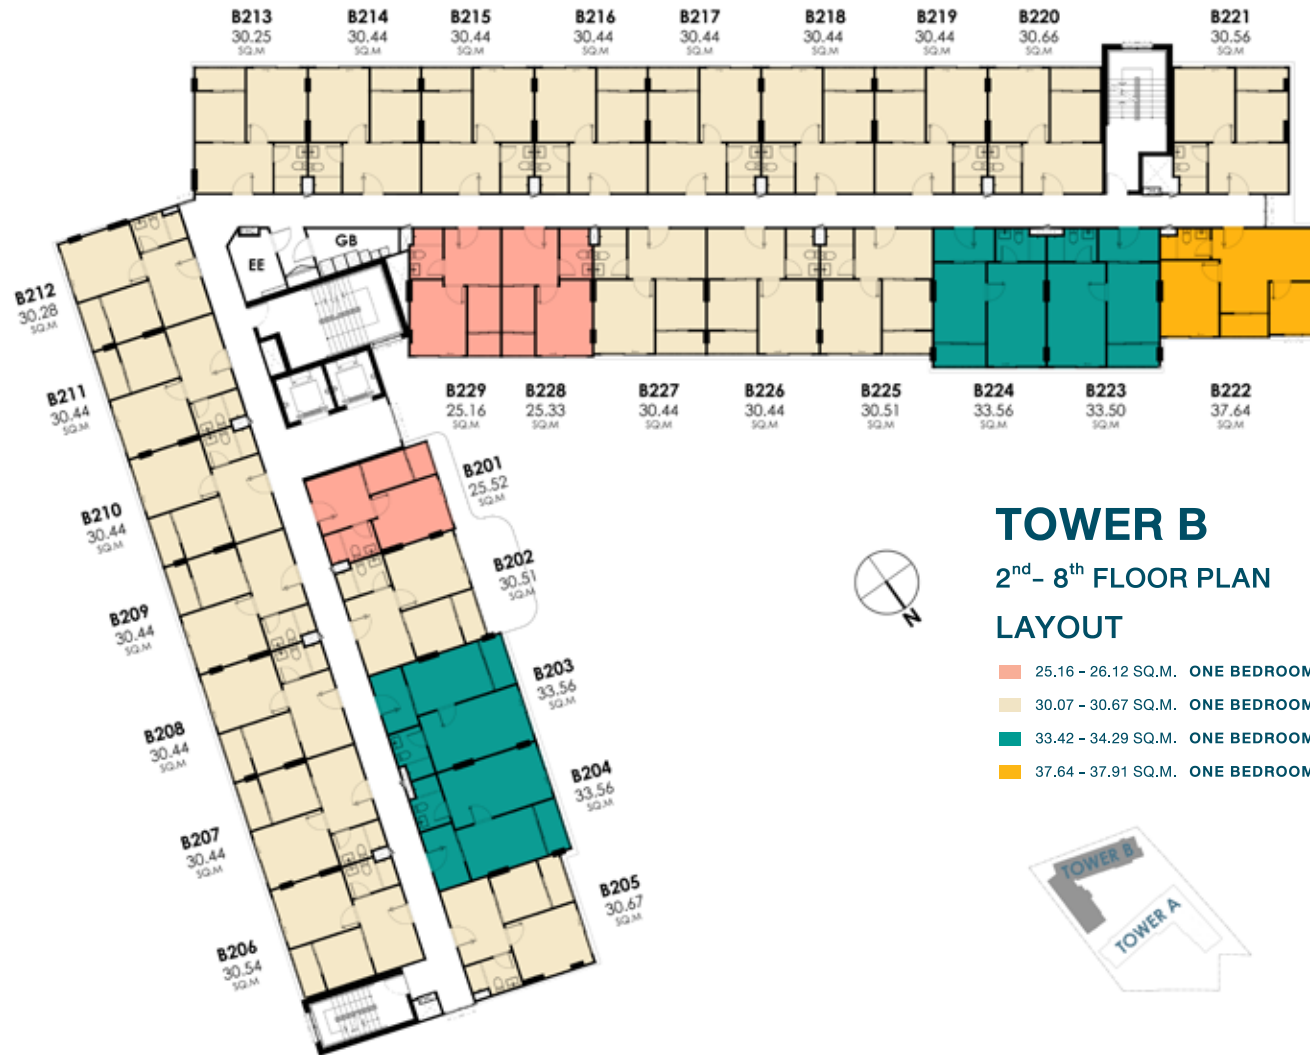 B213
30.25
SQ.M
B214
30.44
SQ.M
B215
30.44
SQ.M
B216
30.44
SQ.M
B217
30.44
SQ.M
B218
30.44
SQ.M
B219
30.44
SQ.M
B220
30.66
SQ.M
B221
30.56
SQ.M
EE
GB
B212
30.28
SQ.M
B211
30.44
SQ.M
B210
30.44
SQ.M
B209
30.44
SQ.M
B208
30.44
SQ.M
B207
30.44
SQ.M
B206
30.54
SQ.M
B229
25.16
SQ.M
B228
25.33
SQ.M
B227
30.44
SQ.M
B226
30.44
SQ.M
B225
30.51
SQ.M
B224
33.56
SQ.M
B223
33.50
SQ.M
B222
37.64
SQ.M
B201
25.52
SQ.M
B202
30.51
SQ.M
B203
33.56
SQ.M
B204
33.56
SQ.M
B205
30.67
SQ.M
N
TOWER B
2nd - 8th FLOOR PLAN
LAYOUT
25.16 - 26.12 SQ.M. ONE BEDROOM
30.07 - 30.67 SQ.M. ONE BEDROOM
33.42 - 34.29 SQ.M. ONE BEDROOM
37.64 - 37.91 SQ.M. ONE BEDROOM
TOWER B
TOWER A